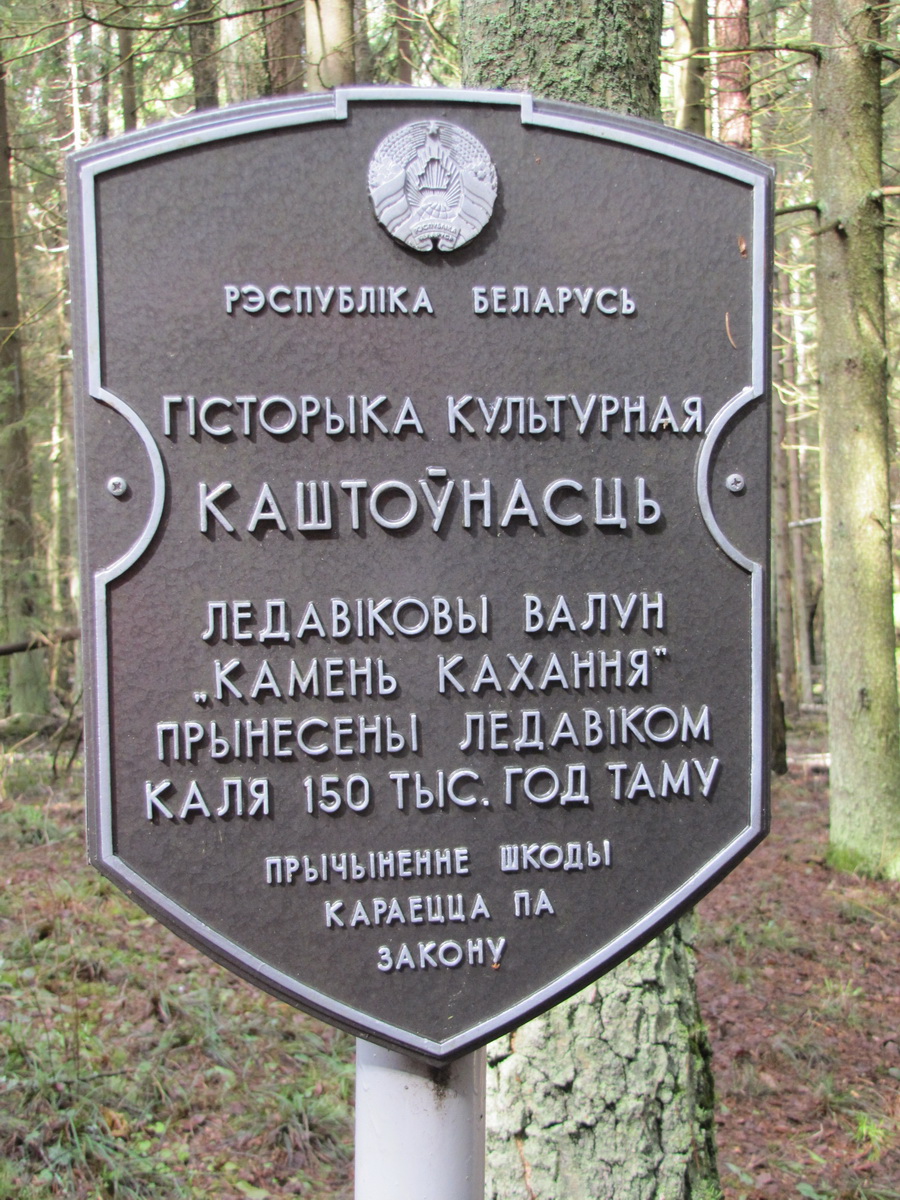 РЭСПУБЛІКА БЕЛАРУСЬ
ГІСТОРЫКА КУЛЬТУРНАЯ
КАШТОЎНАСЦЬ
ЛЕДАВІКОВЫ ВАЛУН
„КАМЕНЬ КАХАННЯ"
ПРЫНЕСЕНЫ ЛЕДАВІКОМ
КАЛЯ 150 ТЫС. ГОД ТАМУ
ПРЫЧЫНЕННЕ ШКОДЫ
КАРАЕЦЦА ПА
ЗАКОНУ